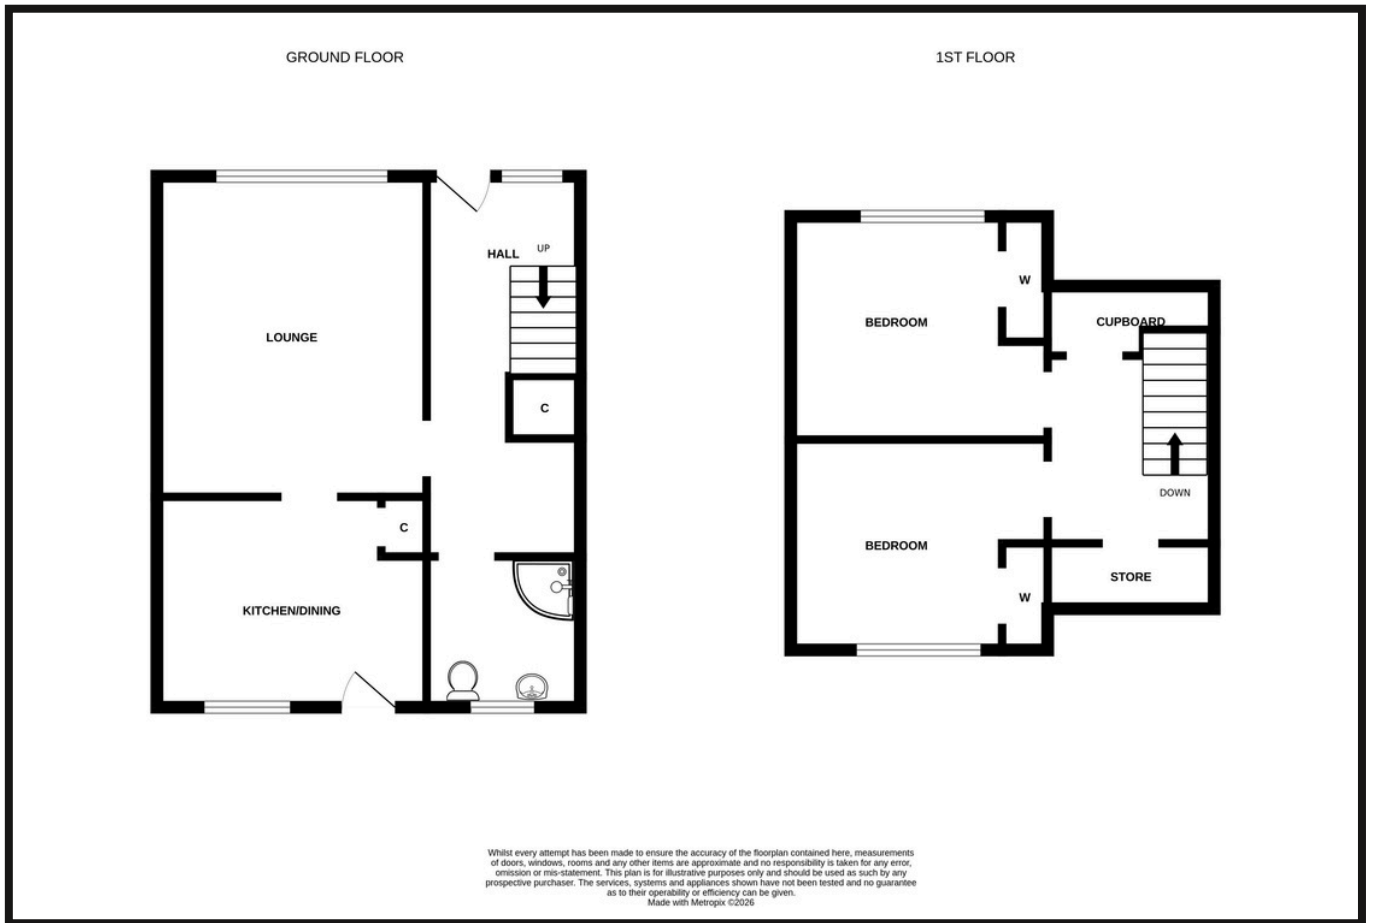 GROUND FLOOR
1ST FLOOR
HALL
UP
LOUNGE
C
C
KITCHEN/DINING
W
BEDROOM
CUPBOARD
DOWN
BEDROOM
STORE
W
Whilst every attempt has been made to ensure the accuracy of the floorplan contained here, measurements
of doors, windows, rooms and any other items are approximate and no responsibility is taken for any error,
omission or mis-statement. This plan is for illustrative purposes only and should be used as such by any
prospective purchaser. The services, systems and appliances shown have not been tested and no guarantee
as to their operability or efficiency can be given.
Made with Metropix ©2026